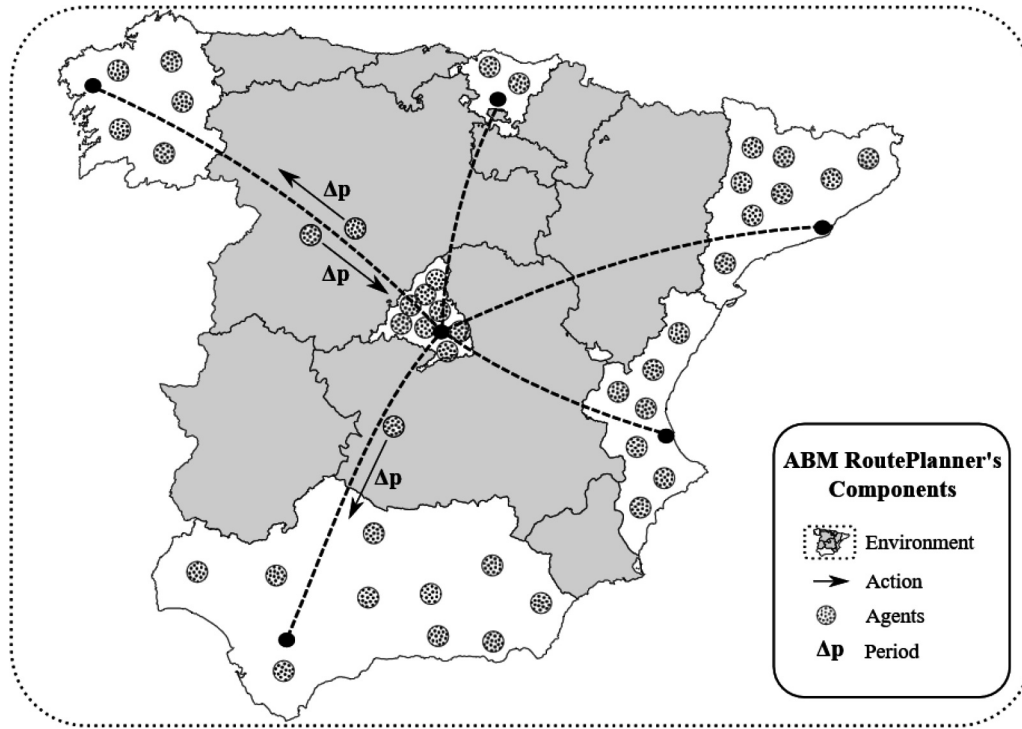 Δp
Δp
Δp
ABM RoutePlanner's
Components
Environment
Action
Agents
Δp Period